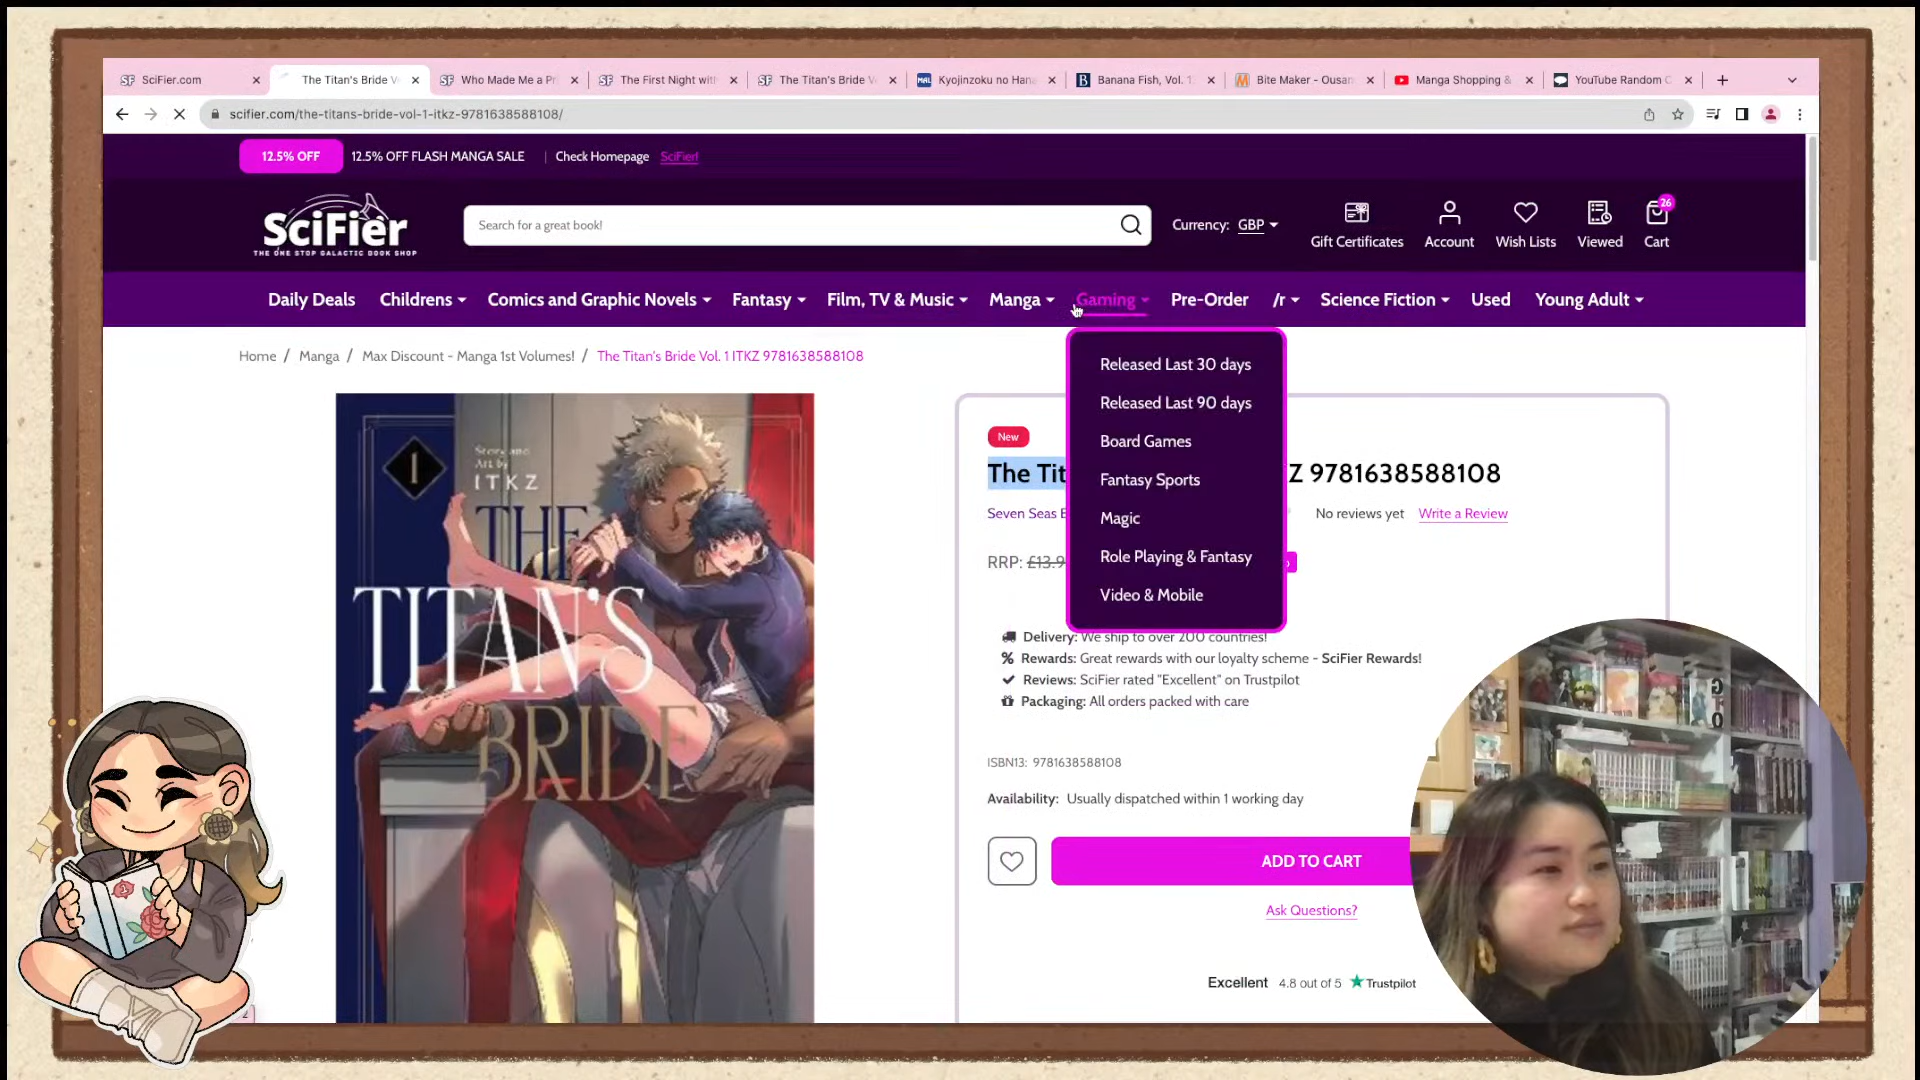 SciFier.com
The Titan's Bride V
Who Made Me a Pr
The First Night with
The Titan's Bride V
Kyojinzoku no Hana
Banana Fish, Vol. 1
Bite Maker - Ousam
Manga Shopping &
YouTube Random C
scifier.com/the-titans-bride-vol-1-itkz-9781638588108/
12.5% OFF
12.5% OFF FLASH MANGA SALE | Check Homepage SciFier!
SciFier
THE ONE STOP GALACTIC BOOK SHOP
Search for a great book!
Currency: GBP
Gift Certificates
Account
Wish Lists
Viewed
26
Cart
Daily Deals
Childrens
Comics and Graphic Novels
Fantasy
Film, TV & Music
Manga
Gaming
Pre-Order
/r
Science Fiction
Used
Young Adult
Home / Manga / Max Discount - Manga 1st Volumes! / The Titan's Bride Vol. 1 ITKZ 9781638588108
Released Last 30 days
Released Last 90 days
Board Games
Fantasy Sports
Magic
Role Playing & Fantasy
Video & Mobile
1
Story and
Art by
ITKZ
THE
TITAN'S
BRIDE
New
The Tit
Z 9781638588108
Seven Seas E
No reviews yet
Write a Review
RRP: £13.9
Delivery: We ship to over 200 countries!
Rewards: Great rewards with our loyalty scheme - SciFier Rewards!
Reviews: SciFier rated "Excellent" on Trustpilot
Packaging: All orders packed with care
ISBN13: 9781638588108
Availability: Usually dispatched within 1 working day
ADD TO CART
Ask Questions?
Excellent 4.8 out of 5 Trustpilot